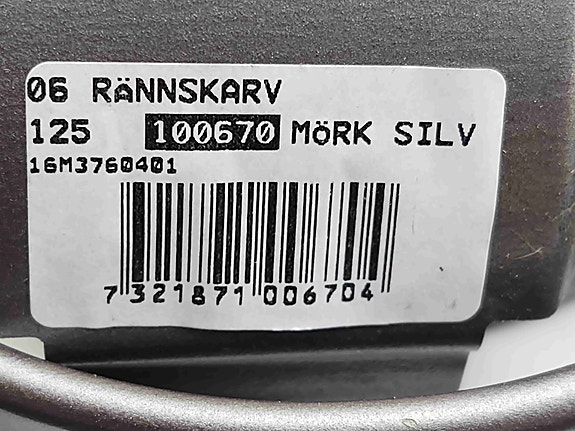 06 RÄNNSKARV
125 100670 MÖRK SILV
16M3760401
7 321871 006704